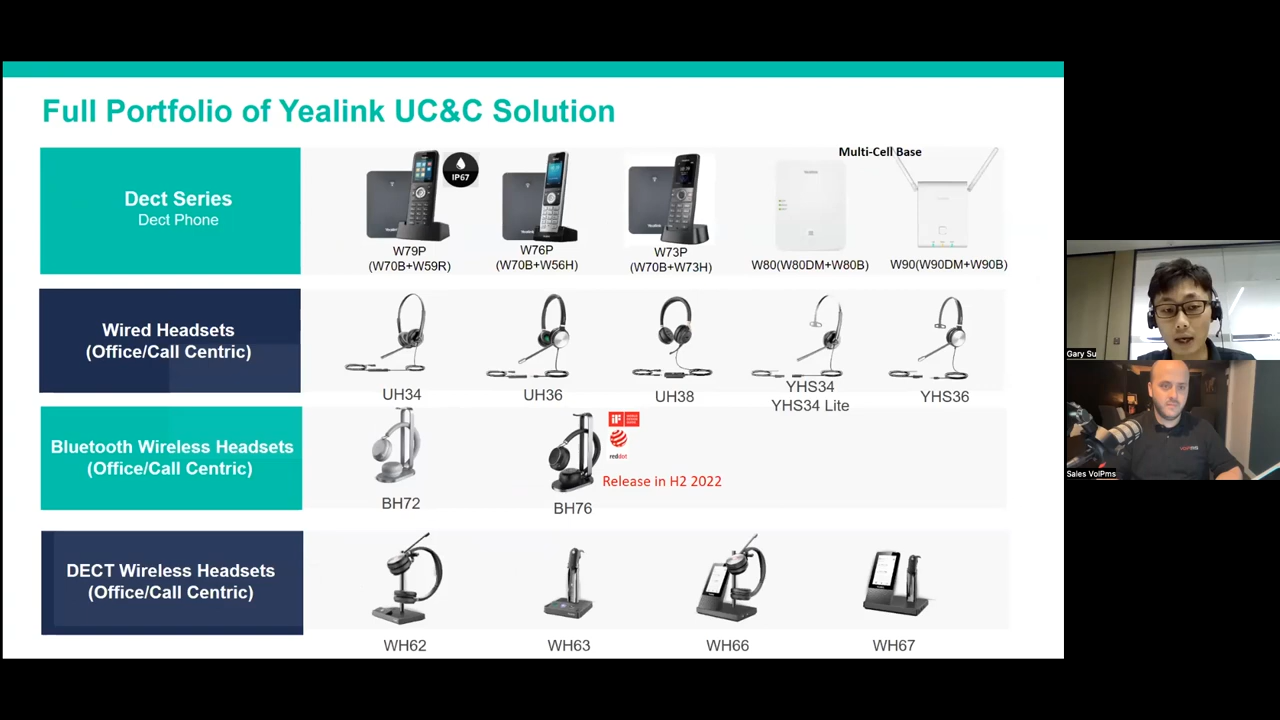 Full Portfolio of Yealink UC&C Solution
Dect Series
Dect Phone
IP67
W79P
(W70B+W59R)
W76P
(W70B+W56H)
W73P
(W70B+W73H)
Multi-Cell Base
W80(W80DM+W80B)
W90(W90DM+W90B)
Wired Headsets
(Office/Call Centric)
UH34
UH36
UH38
YHS34
YHS34 Lite
YHS36
Bluetooth Wireless Headsets
(Office/Call Centric)
BH72
BH76
reddot
Release in H2 2022
DECT Wireless Headsets
(Office/Call Centric)
WH62
WH63
WH66
WH67
Gary Su
Sales VoIPms